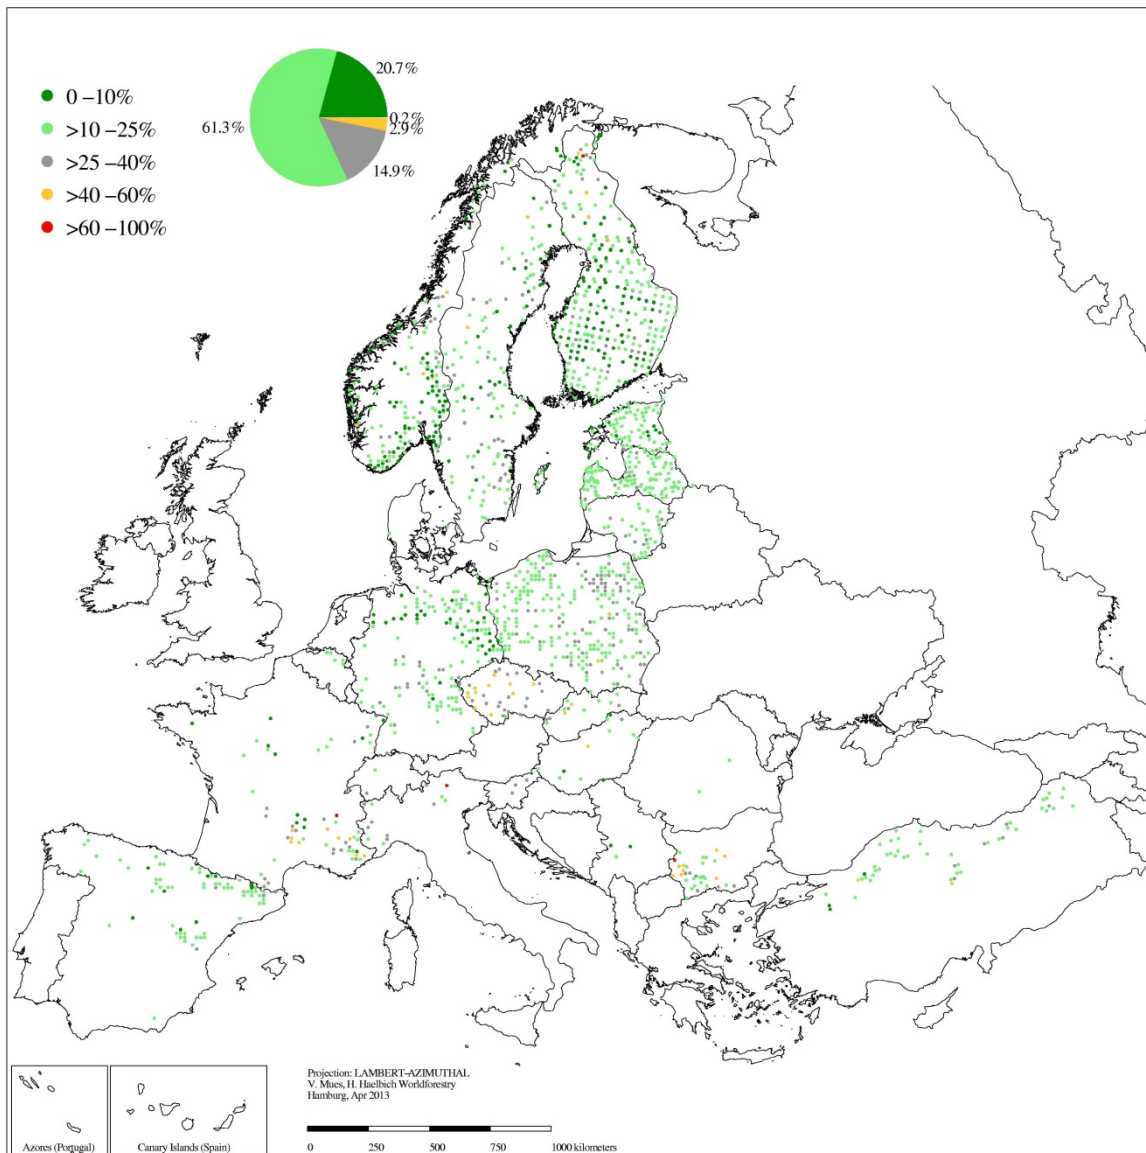 0 –10%
>10 –25%
>25 –40%
>40 –60%
>60 –100%
20.7%
0.2%
2.9%
14.9%
61.3%
Projection: LAMBERT-AZIMUTHAL
V. Mues, H. Haelbich Worldforestry
Hamburg, Apr 2013
0 250 500 750 1000 kilometers
Azores (Portugal)
Canary Islands (Spain)